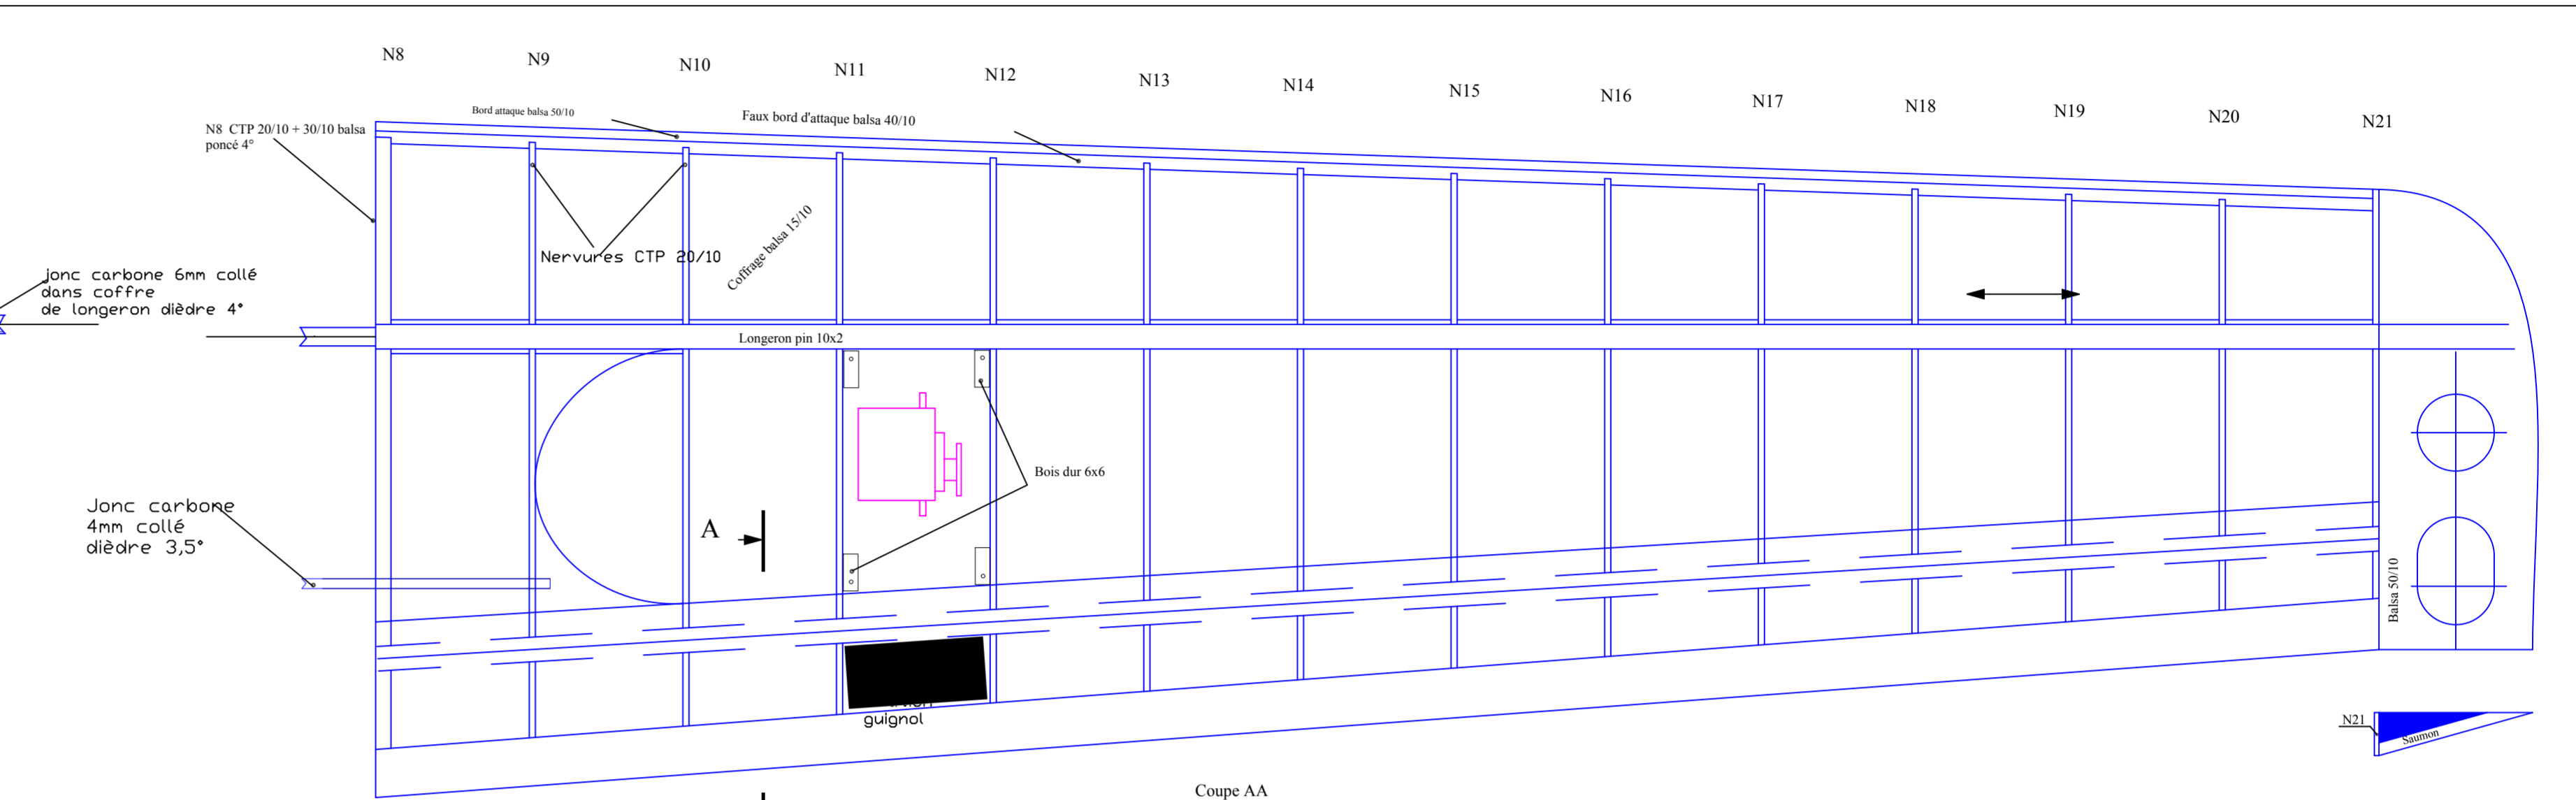 N8
N9
N10
N11
N12
N13
N14
N15
N16
N17
N18
N19
N20
N21
Bord attaque balsa 50/10
Faux bord d'attaque balsa 40/10
N8 CTP 20/10 + 30/10 balsa
poncé 4°
Nervures CTP 20/10
Coffrage balsa 15/10
jonc carbone 6mm collé
dans coffre
de longeron dièdre 4°
Longeron pin 10x2
Bois dur 6x6
Jonc carbone
4mm collé
dièdre 3,5°
A
Balsa 50/10
guignol
N21
Saumon
Coupe AA